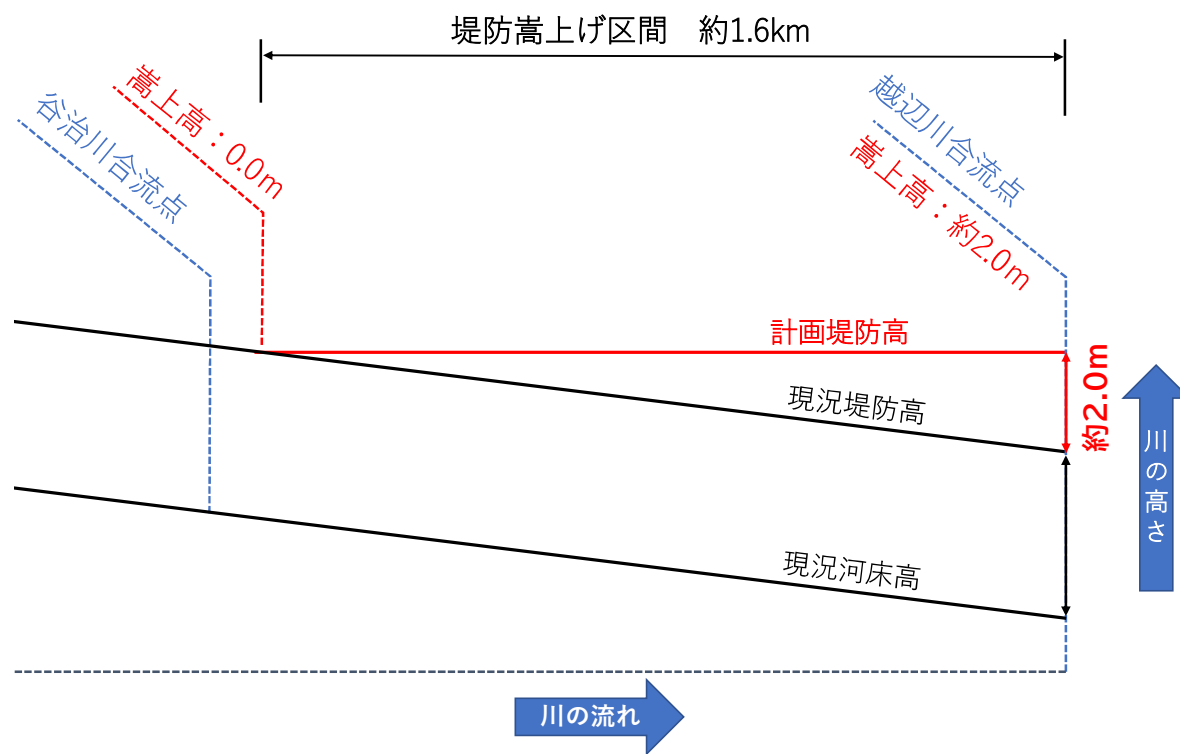 堤防嵩上げ区間　約1.6km
谷治川合流点
嵩上高：0.0m
越辺川合流点
嵩上高：約2.0m
計画堤防高
現況堤防高
約2.0m
川の高さ
現況河床高
川の流れ